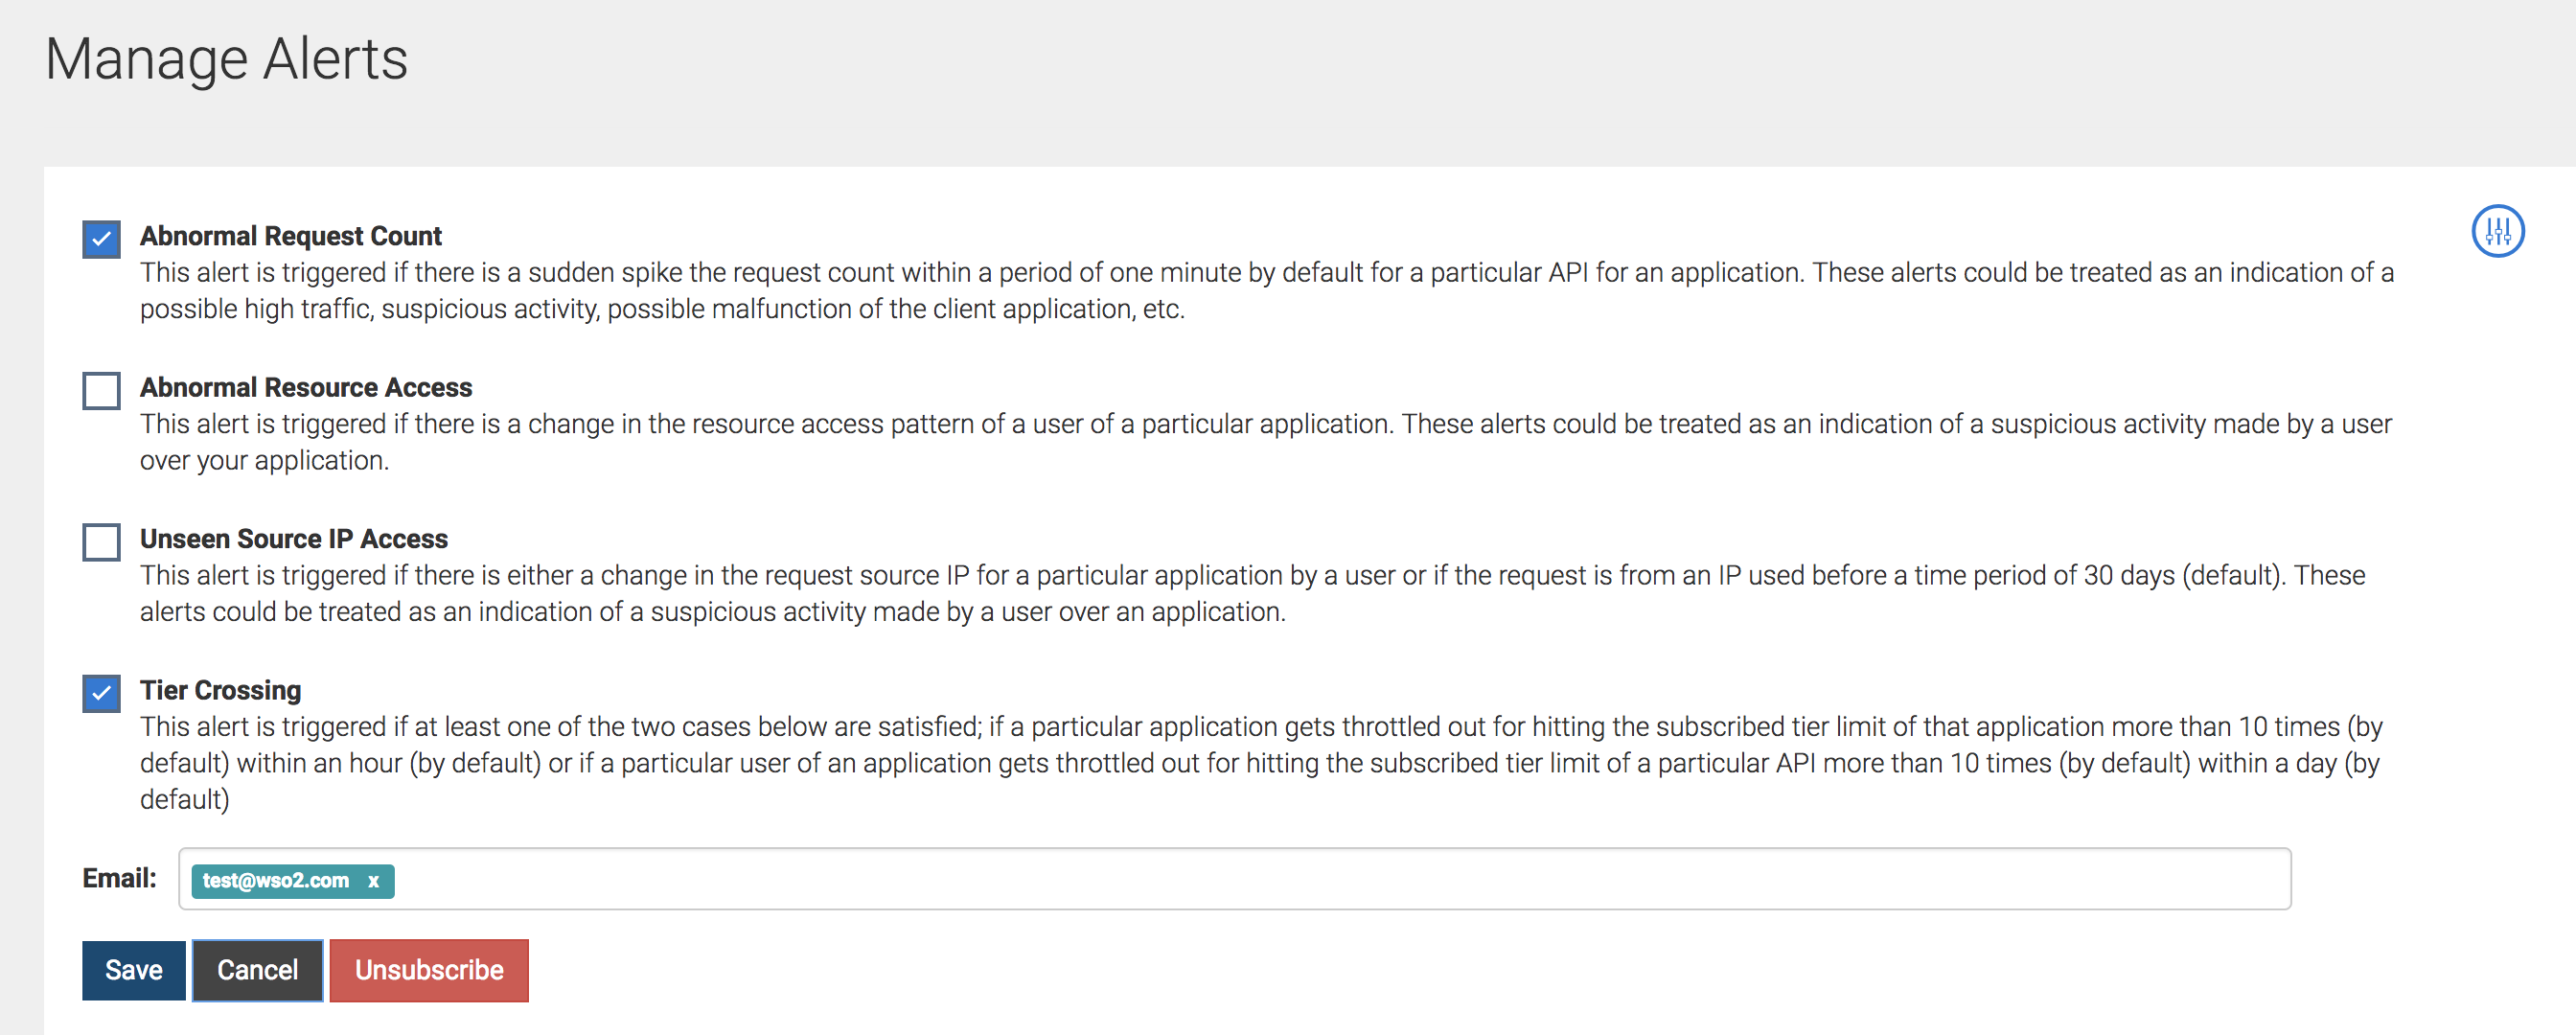 Manage Alerts
Abnormal Request Count
This alert is triggered if there is a sudden spike the request count within a period of one minute by default for a particular API for an application. These alerts could be treated as an indication of a
possible high traffic, suspicious activity, possible malfunction of the client application, etc.
Abnormal Resource Access
This alert is triggered if there is a change in the resource access pattern of a user of a particular application. These alerts could be treated as an indication of a suspicious activity made by a user
over your application.
Unseen Source IP Access
This alert is triggered if there is either a change in the request source IP for a particular application by a user or if the request is from an IP used before a time period of 30 days (default). These
alerts could be treated as an indication of a suspicious activity made by a user over an application.
Tier Crossing
This alert is triggered if at least one of the two cases below are satisfied; if a particular application gets throttled out for hitting the subscribed tier limit of that application more than 10 times (by
default) within an hour (by default) or if a particular user of an application gets throttled out for hitting the subscribed tier limit of a particular API more than 10 times (by default) within a day (by
default)
Email: test@wso2.com x
Save Cancel Unsubscribe